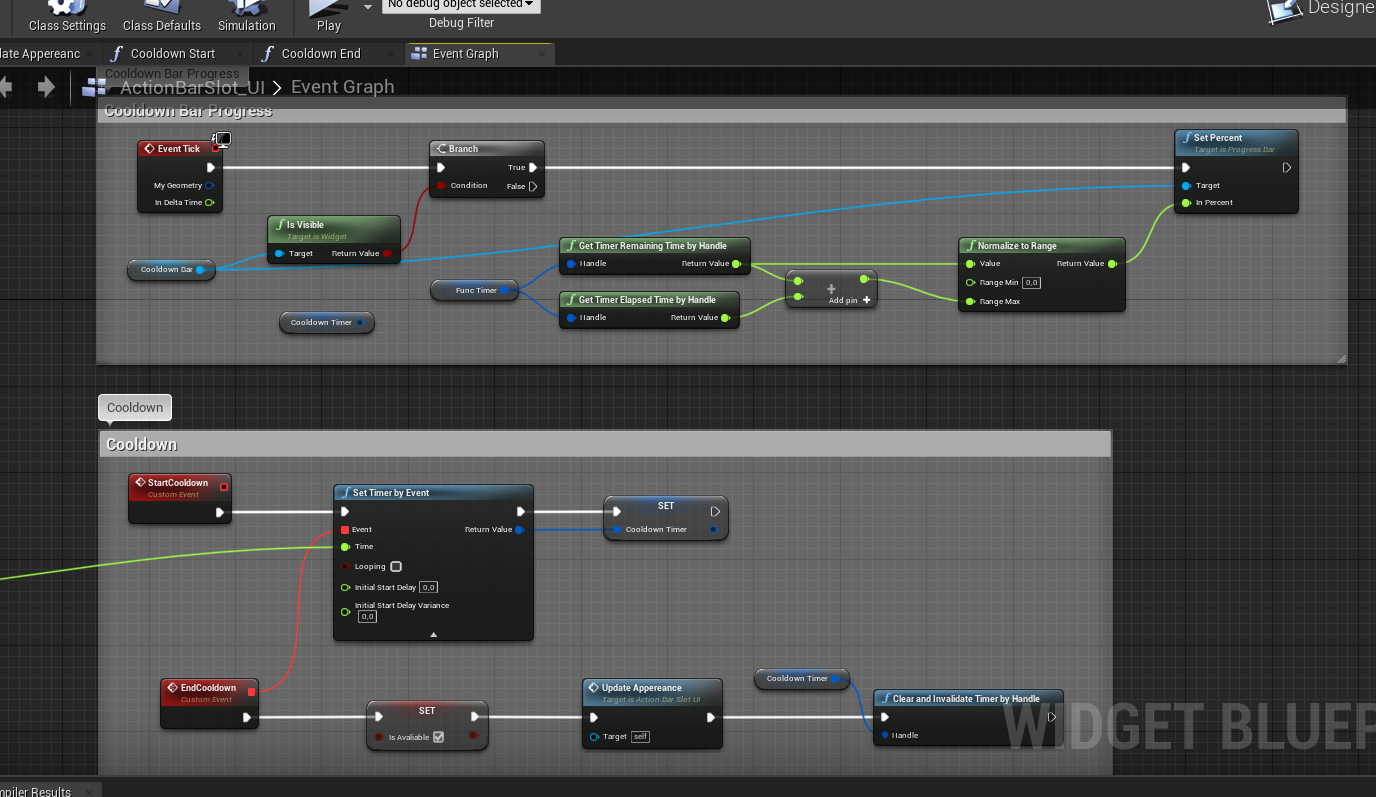 Class Settings
Class Defaults
Simulation
Play
No debug object selected
Debug Filter
Designe
late Appereanc
Cooldown Start
Cooldown End
Event Graph
Cooldown Bar Progress
ActionBarSlot_UI > Event Graph
Cooldown Bar Progress
Event Tick
My Geometry
In Delta Time
Branch
True
Condition
False
Set Percent
Target is Progress Bar
Target
In Percent
Is Visible
Target is Widget
Target
Return Value
Cooldown Bar
Func Timer
Cooldown Timer
Get Timer Remaining Time by Handle
Handle
Return Value
Get Timer Elapsed Time by Handle
Handle
Return Value
Add pin +
Normalize to Range
Value
Return Value
Range Min 0,0
Range Max
Cooldown
Cooldown
StartCooldown
Custom Event
Set Timer by Event
Event
Return Value
Time
Looping
Initial Start Delay 0,0
Initial Start Delay Variance
0,0
SET
Cooldown Timer
EndCooldown
Custom Event
SET
Is Avaliable
Update Appereance
Target is Action Bar Slot UI
Target self
Cooldown Timer
Clear and Invalidate Timer by Handle
Handle
WIDGET BLUEP
mpiler Results